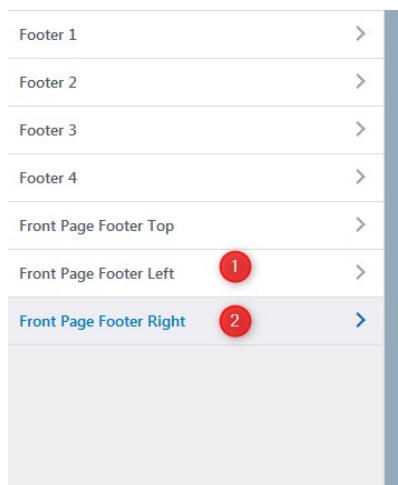 Footer 1
Footer 2
Footer 3
Footer 4
Front Page Footer Top
Front Page Footer Left 1
Front Page Footer Right 2